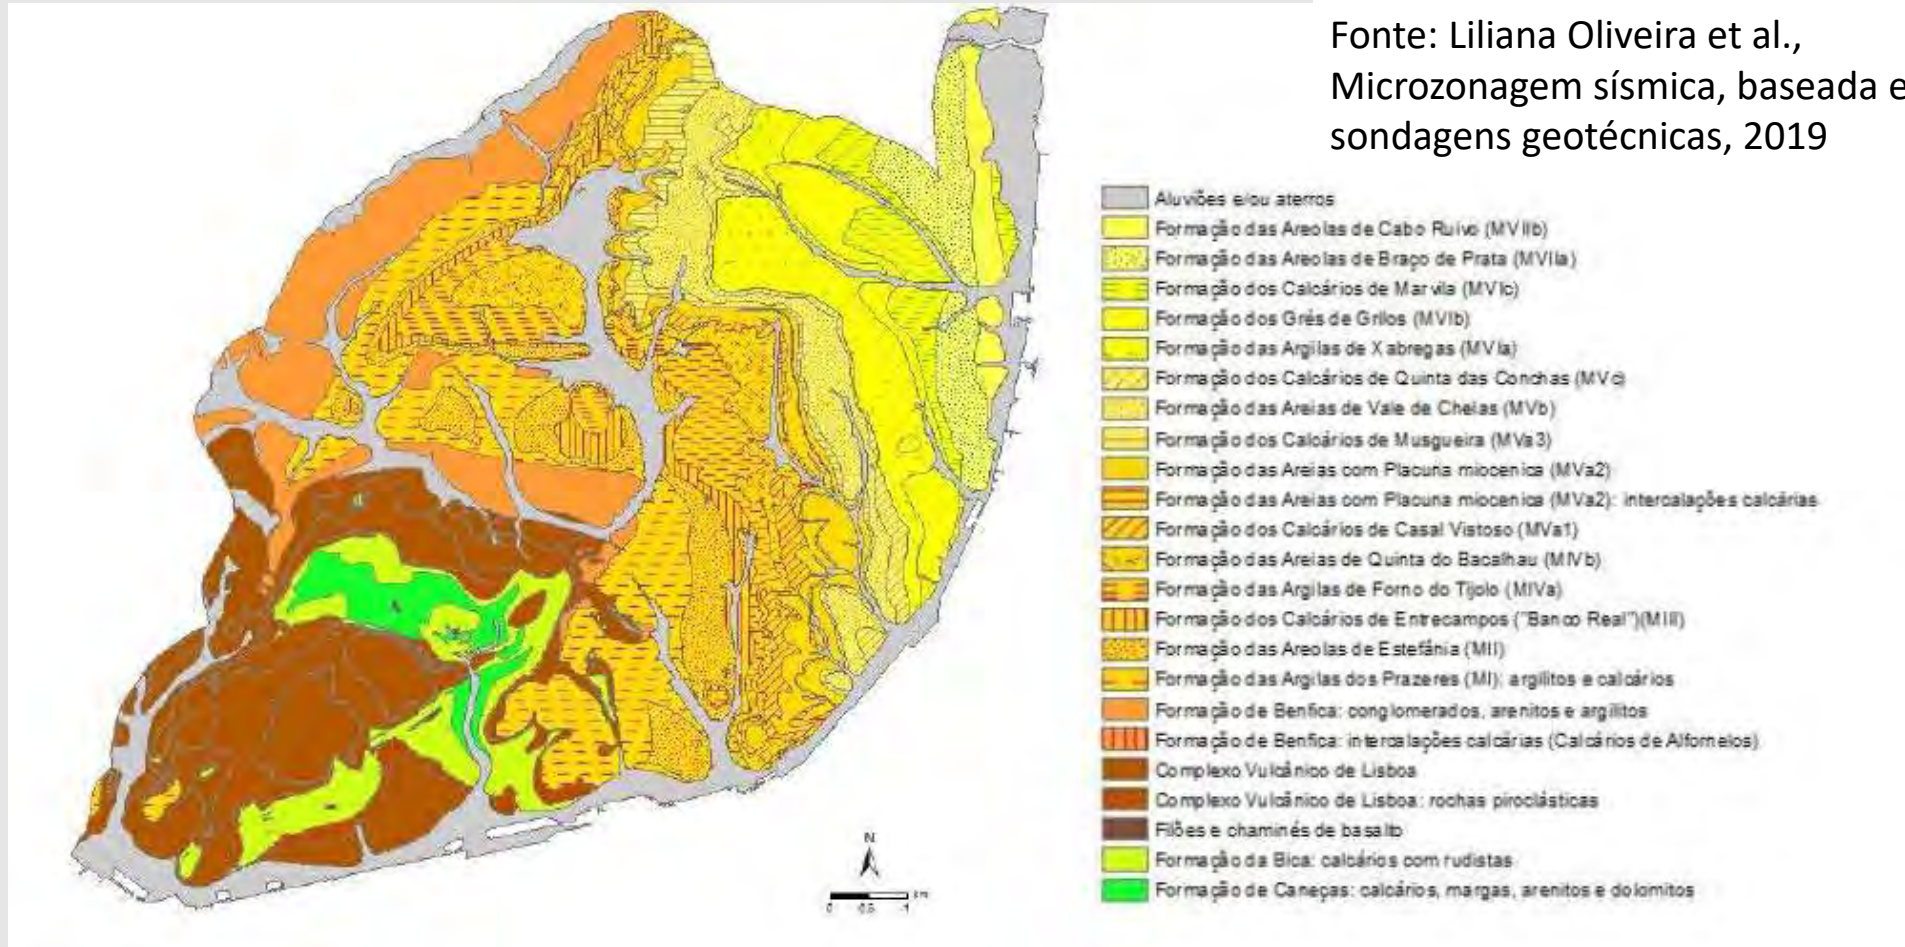 Fonte: Liliana Oliveira et al.,
Microzonagem sísmica, baseada e
sondagens geotécnicas, 2019
Aluviões e/ou aterros
Formação das Areolas de Cabo Ruivo (MVIIb)
Formação das Areolas de Braço de Prata (MVIIa)
Formação dos Calcários de Marvila (MVIc)
Formação dos Grés de Grilos (MVIb)
Formação das Argilas de Xabregas (MVIa)
Formação dos Calcários de Quinta das Conchas (MVc)
Formação das Areias de Vale de Chelas (MVb)
Formação dos Calcários de Musgueira (MVa3)
Formação das Areias com Placuna miocenica (MVa2)
Formação das Areias com Placuna miocenica (MVa2): intercalações calcárias
Formação dos Calcários de Casal Vistoso (MVa1)
Formação das Areias de Quinta do Bacalhau (MIVb)
Formação das Argilas de Forno do Tijolo (MIVa)
Formação dos Calcários de Entrecampos ("Banco Real")(MIII)
Formação das Areolas de Estefânia (MII)
Formação das Argilas dos Prazeres (MI): argilitos e calcários
Formação de Benfica: conglomerados, arenitos e argilitos
Formação de Benfica: intercalações calcárias (Calcários de Alfornelos)
Complexo Vulcânico de Lisboa
Complexo Vulcânico de Lisboa: rochas piroclásticas
Filões e chaminés de basalto
Formação da Bica: calcários com rudistas
Formação de Caneças: calcários, margas, arenitos e dolomitos
N
km
0 0.5 1